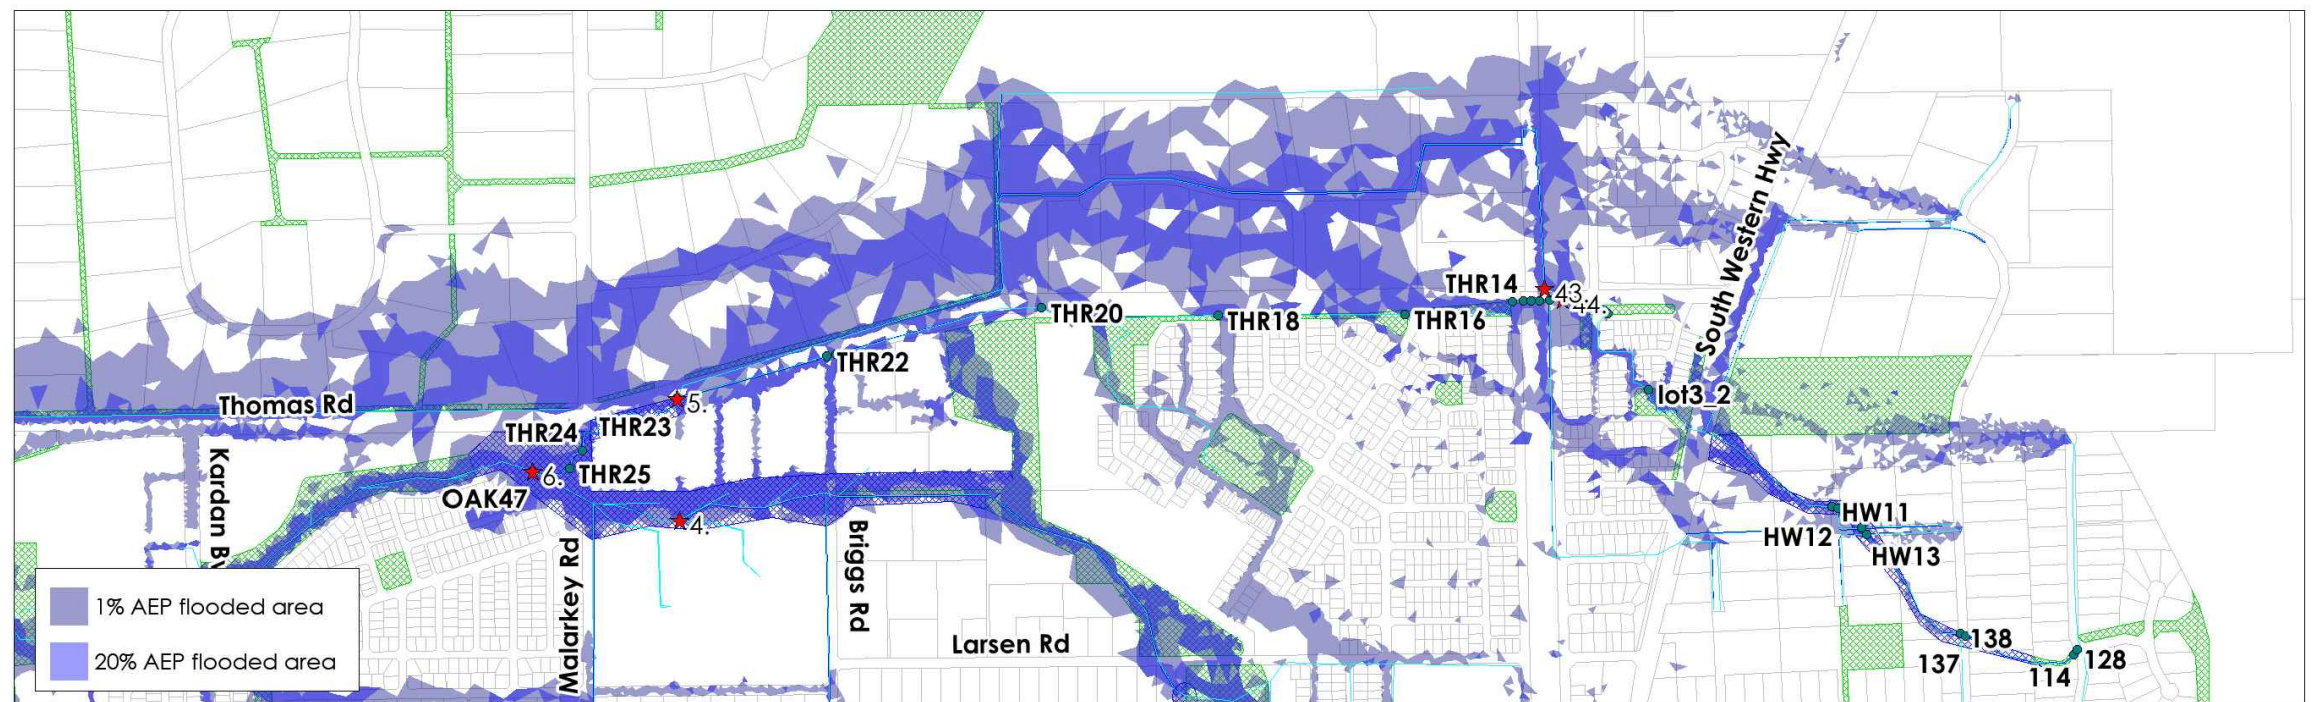 South Western Hwy
THR14
43.
44.
THR20
THR18
THR16
THR22
lot3_2
Thomas Rd
5.
THR24
THR23
6.
THR25
OAK47
4.
Kardan Bv
Malarkey Rd
Briggs Rd
HW11
HW12
HW13
1% AEP flooded area
20% AEP flooded area
Larsen Rd
138
137
128
114